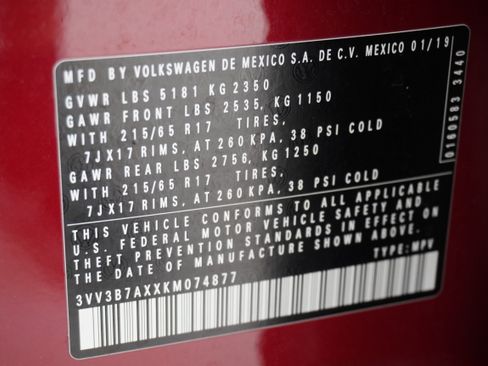 MFD BY VOLKSWAGEN DE MEXICO S.A. DE C.V. MEXICO 01/19
GVWR LBS 5181 KG 2350
GAWR FRONT LBS 2535, KG 1150
WITH 215/65 R17 TIRES,
7JX17 RIMS, AT 260 KPA, 38 PSI COLD
GAWR REAR LBS 2756, KG 1250
WITH 215/65 R17 TIRES,
7JX17 RIMS, AT 260 KPA, 38 PSI COLD
THIS VEHICLE CONFORMS TO ALL APPLICABLE
U.S. FEDERAL MOTOR VEHICLE SAFETY AND
THEFT PREVENTION STANDARDS IN EFFECT ON
THE DATE OF MANUFACTURE SHOWN ABOVE.
3VV3B7AXXKM074877 TYPE: MPV
0160583 3440